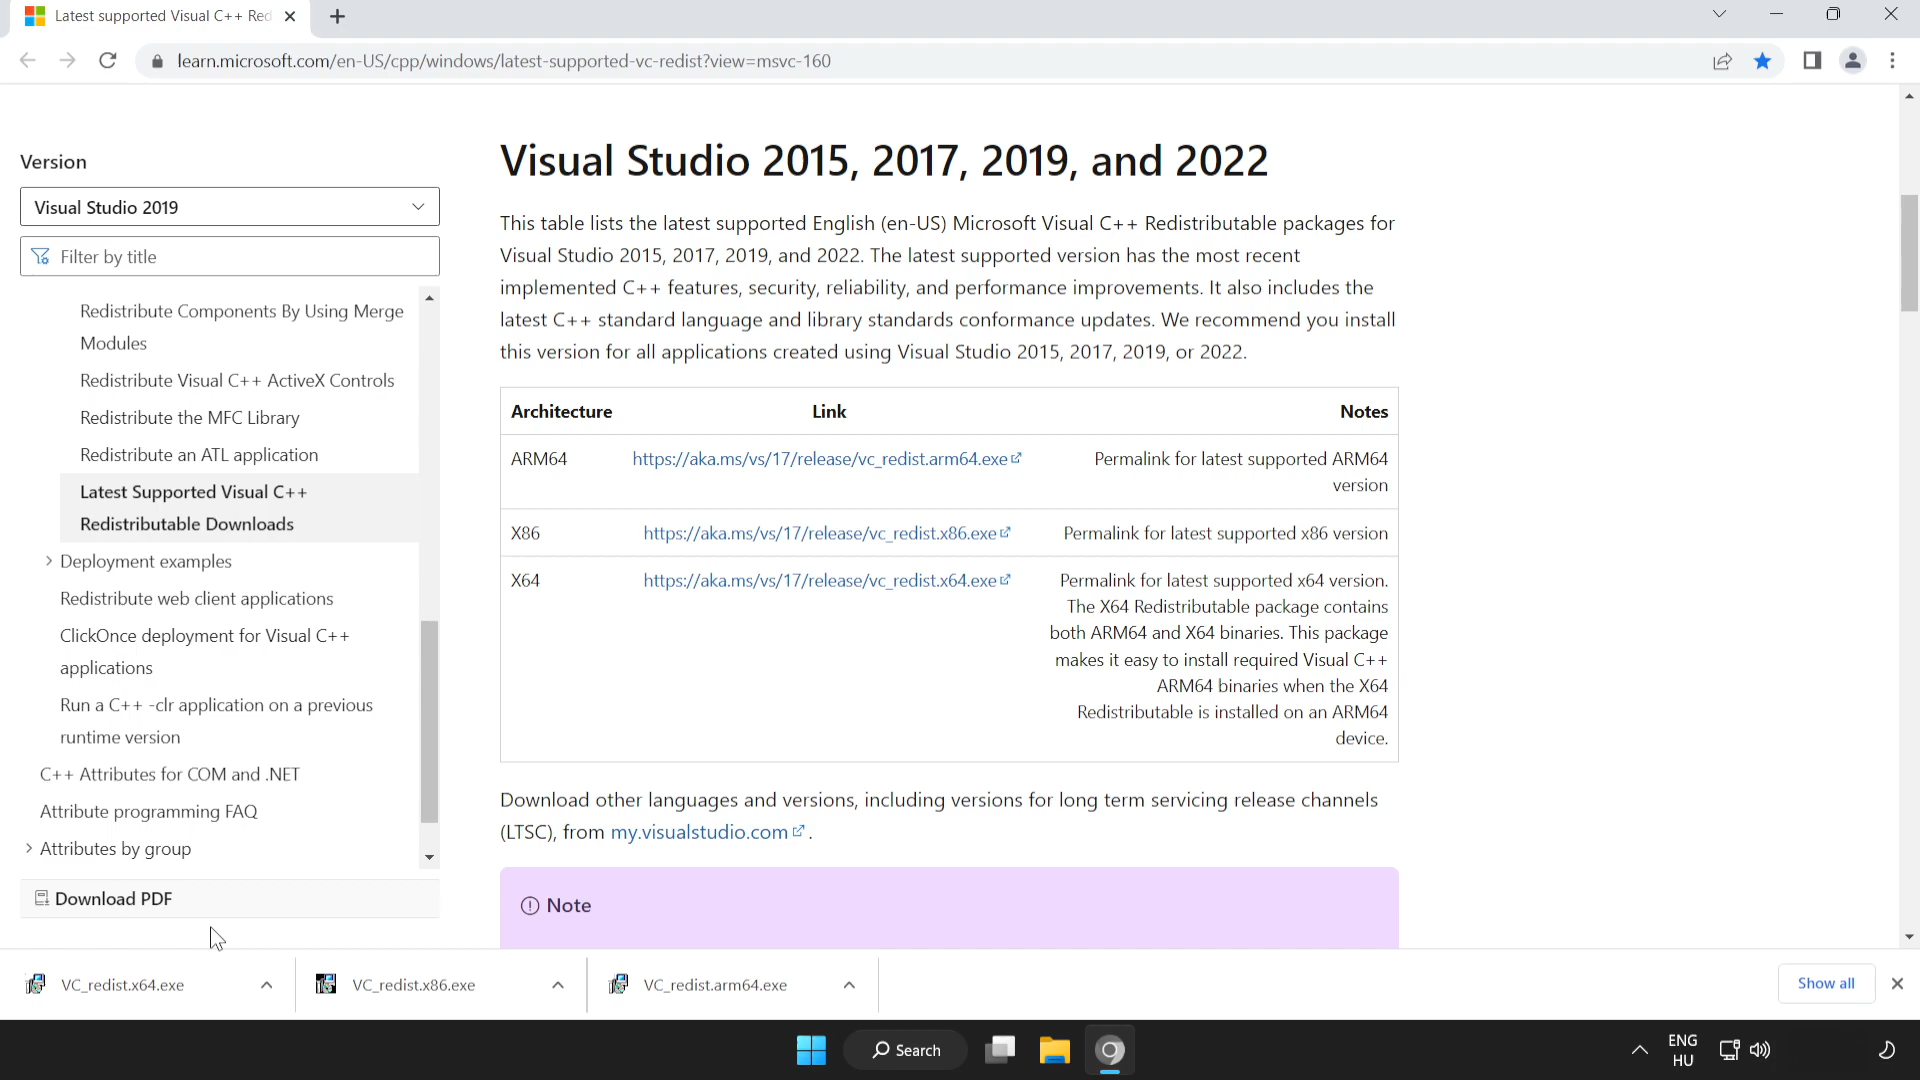 Latest supported Visual C++ Red
learn.microsoft.com/en-US/cpp/windows/latest-supported-vc-redist?view=msvc-160
Version
Visual Studio 2019
Filter by title
Redistribute Components By Using Merge
Modules
Redistribute Visual C++ ActiveX Controls
Redistribute the MFC Library
Redistribute an ATL application
Latest Supported Visual C++
Redistributable Downloads
Deployment examples
Redistribute web client applications
ClickOnce deployment for Visual C++
applications
Run a C++ -clr application on a previous
runtime version
C++ Attributes for COM and .NET
Attribute programming FAQ
Attributes by group
Download PDF
Visual Studio 2015, 2017, 2019, and 2022
This table lists the latest supported English (en-US) Microsoft Visual C++ Redistributable packages for
Visual Studio 2015, 2017, 2019, and 2022. The latest supported version has the most recent
implemented C++ features, security, reliability, and performance improvements. It also includes the
latest C++ standard language and library standards conformance updates. We recommend you install
this version for all applications created using Visual Studio 2015, 2017, 2019, or 2022.
Architecture Link Notes
ARM64 https://aka.ms/vs/17/release/vc_redist.arm64.exe Permalink for latest supported ARM64
version
X86 https://aka.ms/vs/17/release/vc_redist.x86.exe Permalink for latest supported x86 version
X64 https://aka.ms/vs/17/release/vc_redist.x64.exe Permalink for latest supported x64 version.
The X64 Redistributable package contains
both ARM64 and X64 binaries. This package
makes it easy to install required Visual C++
ARM64 binaries when the X64
Redistributable is installed on an ARM64
device.
Download other languages and versions, including versions for long term servicing release channels
(LTSC), from my.visualstudio.com .
Note
VC_redist.x64.exe VC_redist.x86.exe VC_redist.arm64.exe Show all
Search ENG
HU